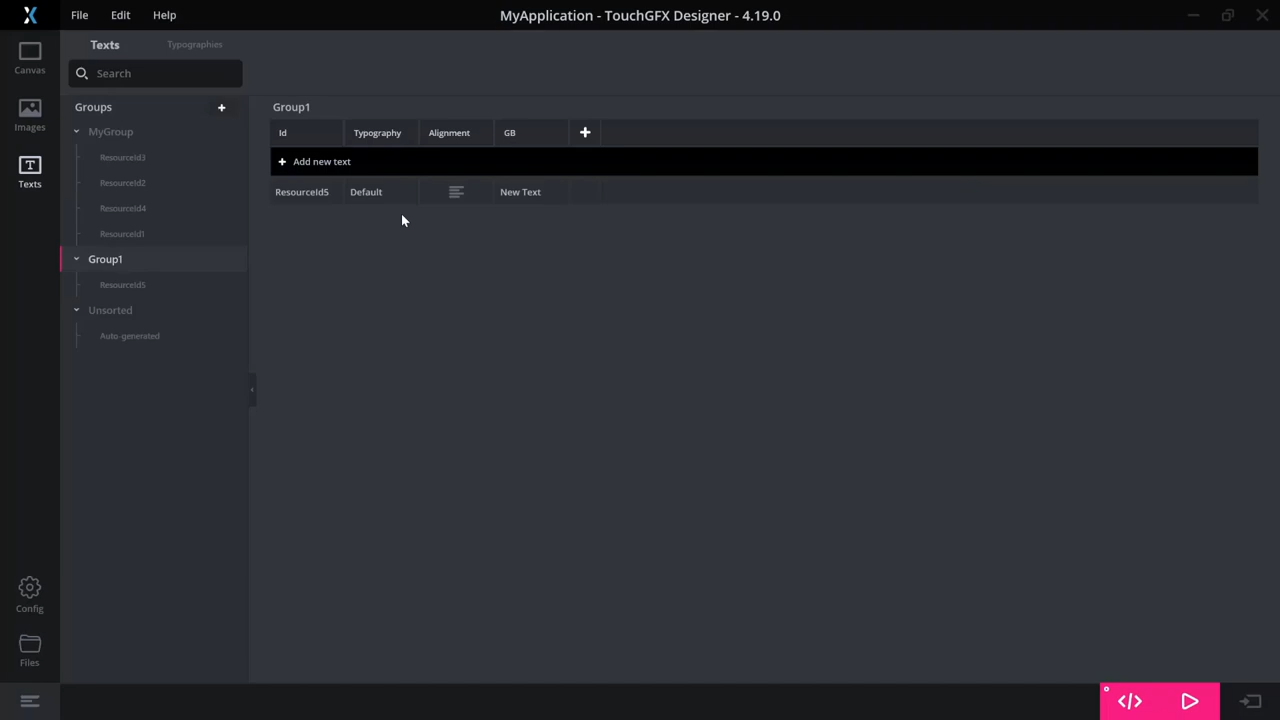 File Edit Help
MyApplication - TouchGFX Designer - 4.19.0
Canvas
Images
Texts
Config
Files
Texts Typographies
Search
Groups +
MyGroup
ResourceId3
ResourceId2
ResourceId4
ResourceId1
Group1
ResourceId5
Unsorted
Auto-generated
Group1
Id Typography Alignment GB +
+ Add new text
ResourceId5 Default New Text